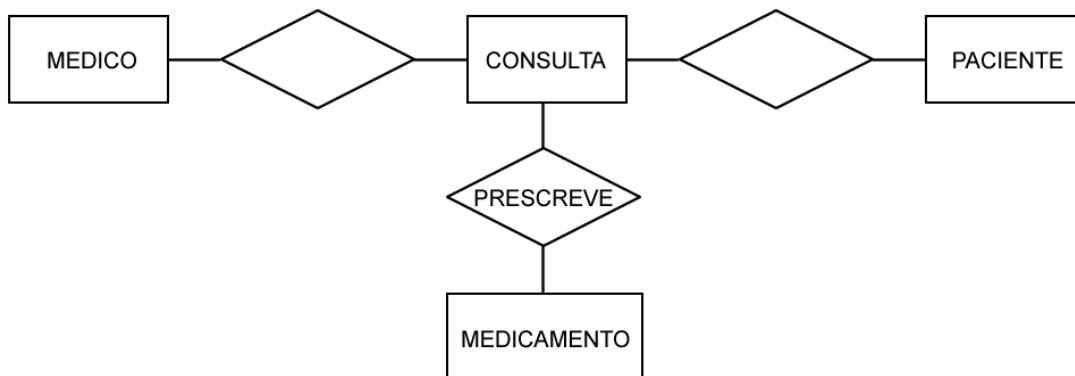 MEDICO
CONSULTA
PACIENTE
PRESCREVE
MEDICAMENTO